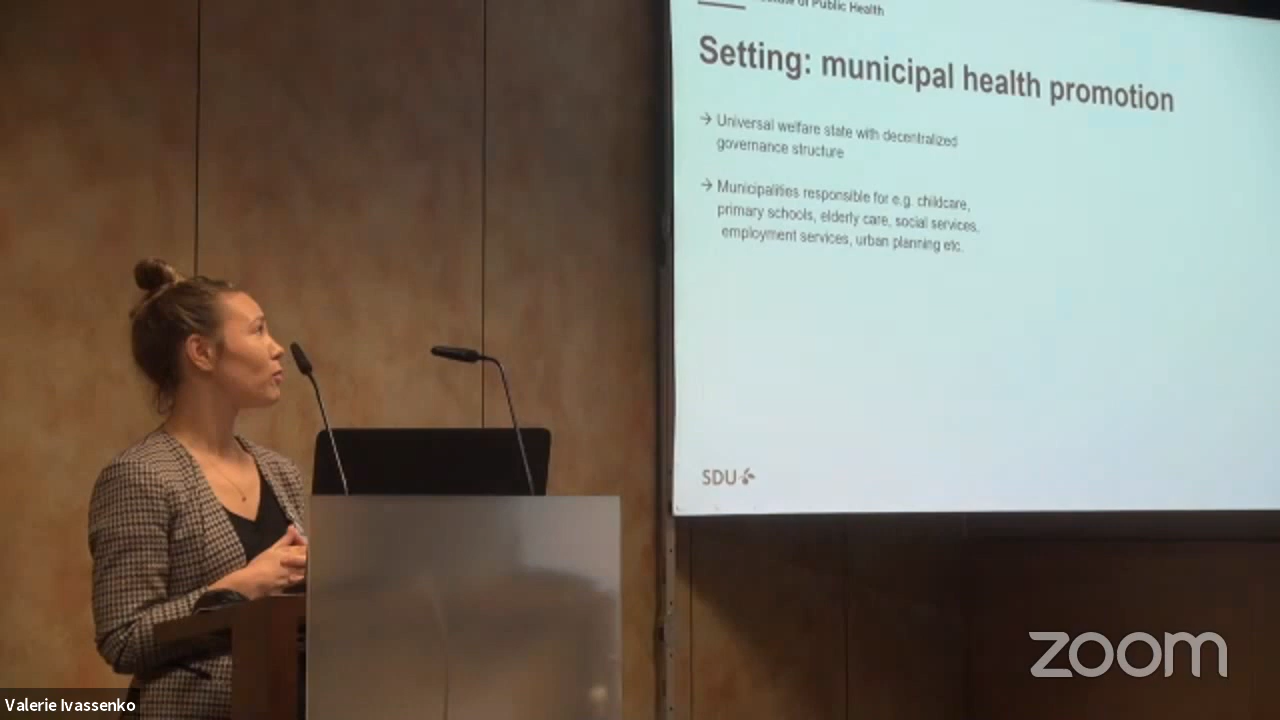 of Public Health
Setting: municipal health promotion
→ Universal welfare state with decentralized
governance structure
→ Municipalities responsible for e.g. childcare,
primary schools, elderly care, social services,
employment services, urban planning etc.
SDU
zoom
Valerie Ivassenko